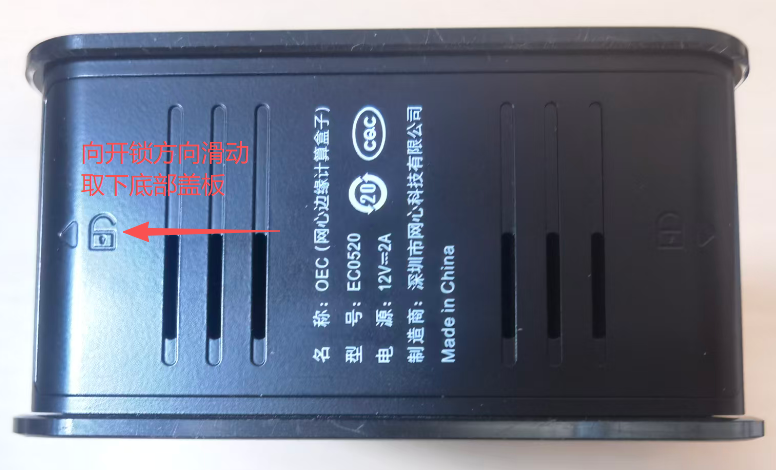 向开锁方向滑动
取下底部盖板
名 称：OEC（网心边缘计算盒子）
型 号：EC0520
电 源：12V⎓2A
制造商：深圳市网心科技有限公司
Made in China
20
CQC